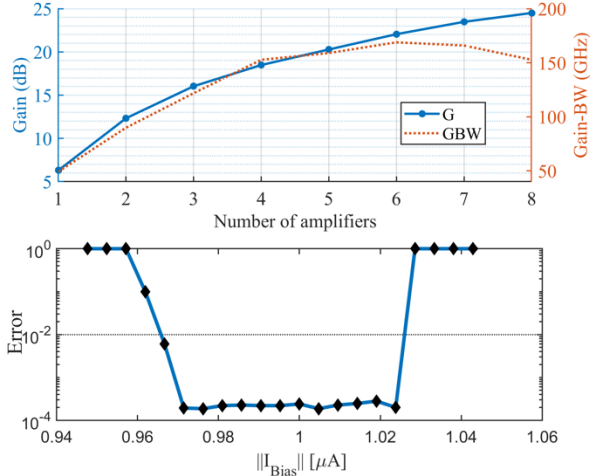 25
20
15
10
5
Gain (dB)
200
150
100
50
Gain-BW (GHz)
G
GBW
1 2 3 4 5 6 7 8
Number of amplifiers
10^0
10^-2
10^-4
Error
0.94 0.96 0.98 1 1.02 1.04 1.06
||I_Bias|| [μA]